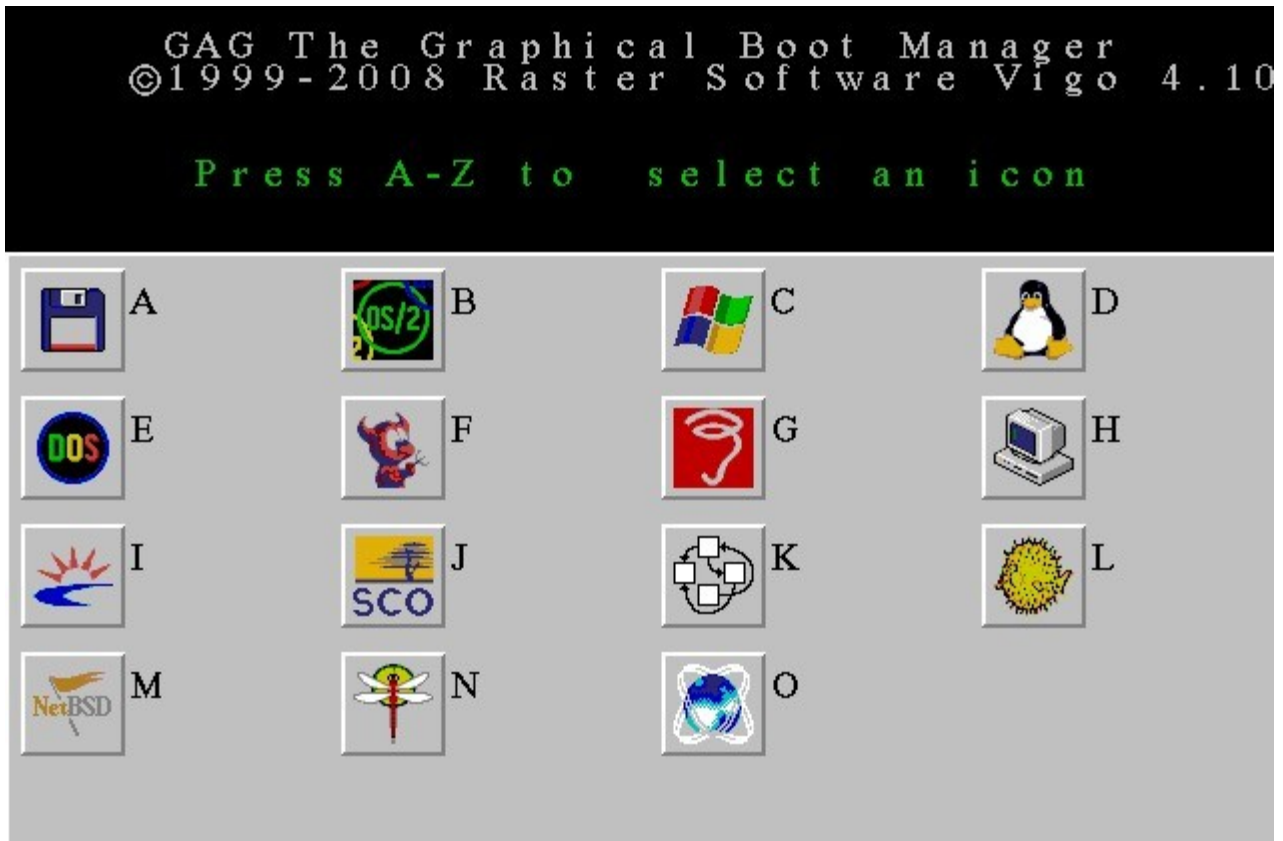 GAG The Graphical Boot Manager
©1999-2008 Raster Software Vigo 4.10
Press A-Z to select an icon
A
OS/2
B
C
D
DOS
E
F
G
H
I
SCO
J
K
L
NetBSD
M
N
O